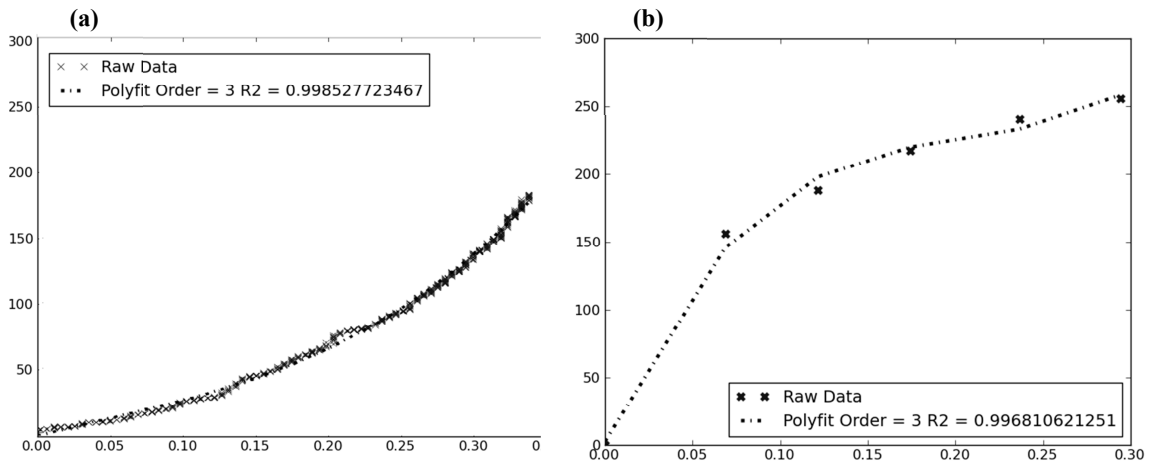 (a)
300
250
200
150
100
50
0.00 0.05 0.10 0.15 0.20 0.25 0.30 0
Raw Data
Polyfit Order = 3 R2 = 0.998527723467
(b)
300
250
200
150
100
50
0
0.00 0.05 0.10 0.15 0.20 0.25 0.30
Raw Data
Polyfit Order = 3 R2 = 0.996810621251